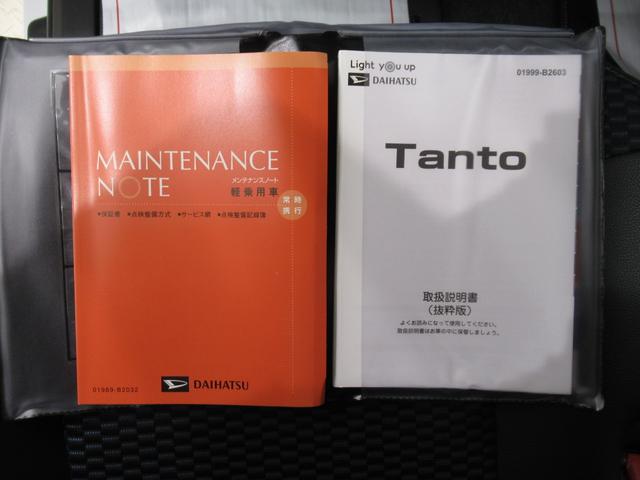 MAINTENANCE
NOTE
メンテナンスノート
軽乗用車
常時
携行
●保証書 ●点検整備方式 ●サービス網 ●点検整備記録簿
01989-B2032
DAIHATSU
Light you up
DAIHATSU
01999-B2603
Tanto
取扱説明書
(抜粋版)
よくお読みになって使用してください。
取扱説明書はお車の中に保管しましょう。